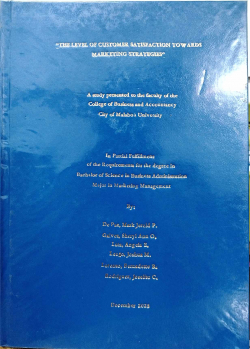 "THE LEVEL OF CUSTOMER SATISFACTION TOWARDS
MARKETING STRATEGIES"
A study presented to the faculty of the
College of Business and Accountancy
City of Malabon University
In Partial Fulfillment
of the Requirements for the degree in
Bachelor of Science in Business Administration
Major in Marketing Management
By:
Angela
Joshua M.
December